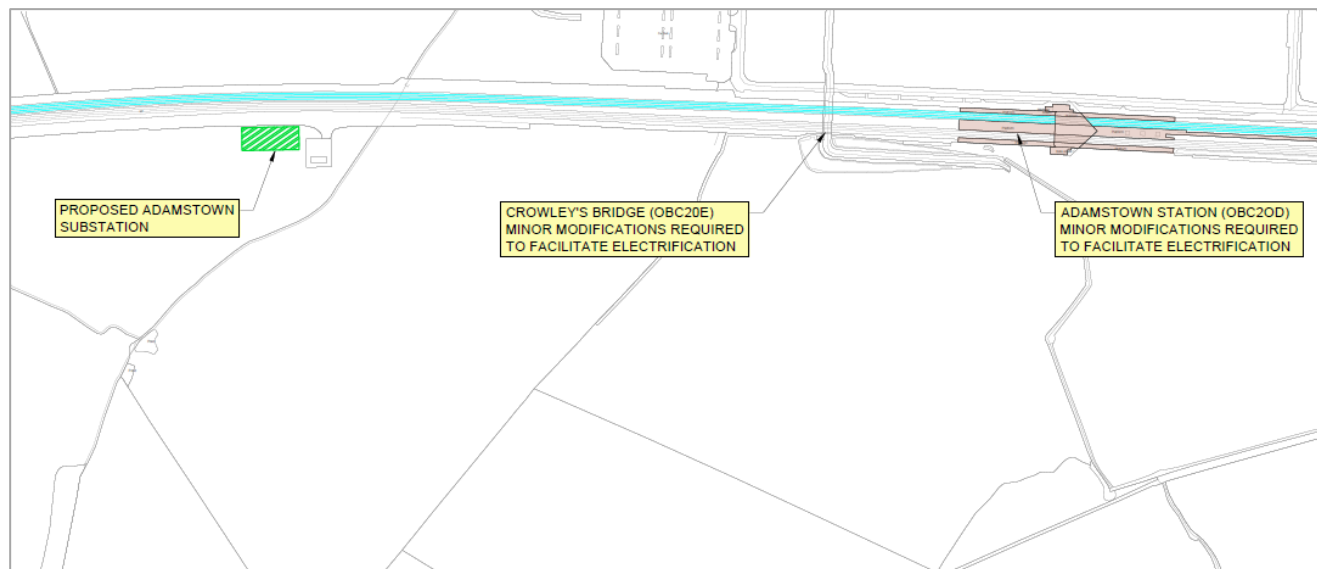 PROPOSED ADAMSTOWN
SUBSTATION
CROWLEY'S BRIDGE (OBC20E)
MINOR MODIFICATIONS REQUIRED
TO FACILITATE ELECTRIFICATION
ADAMSTOWN STATION (OBC2OD)
MINOR MODIFICATIONS REQUIRED
TO FACILITATE ELECTRIFICATION